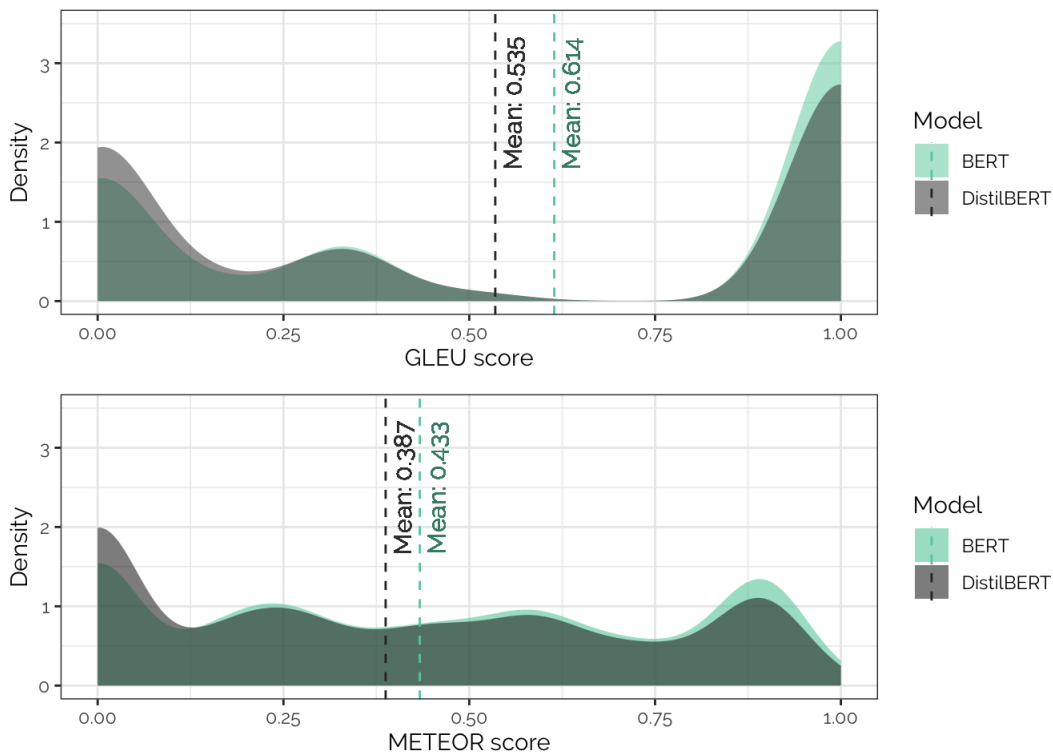 3
2
1
0
Density
Mean: 0.535
Mean: 0.614
0.00 0.25 0.50 0.75 1.00
GLEU score
Model
BERT
DistilBERT
3
2
1
0
Density
Mean: 0.387
Mean: 0.433
0.00 0.25 0.50 0.75 1.00
METEOR score
Model
BERT
DistilBERT